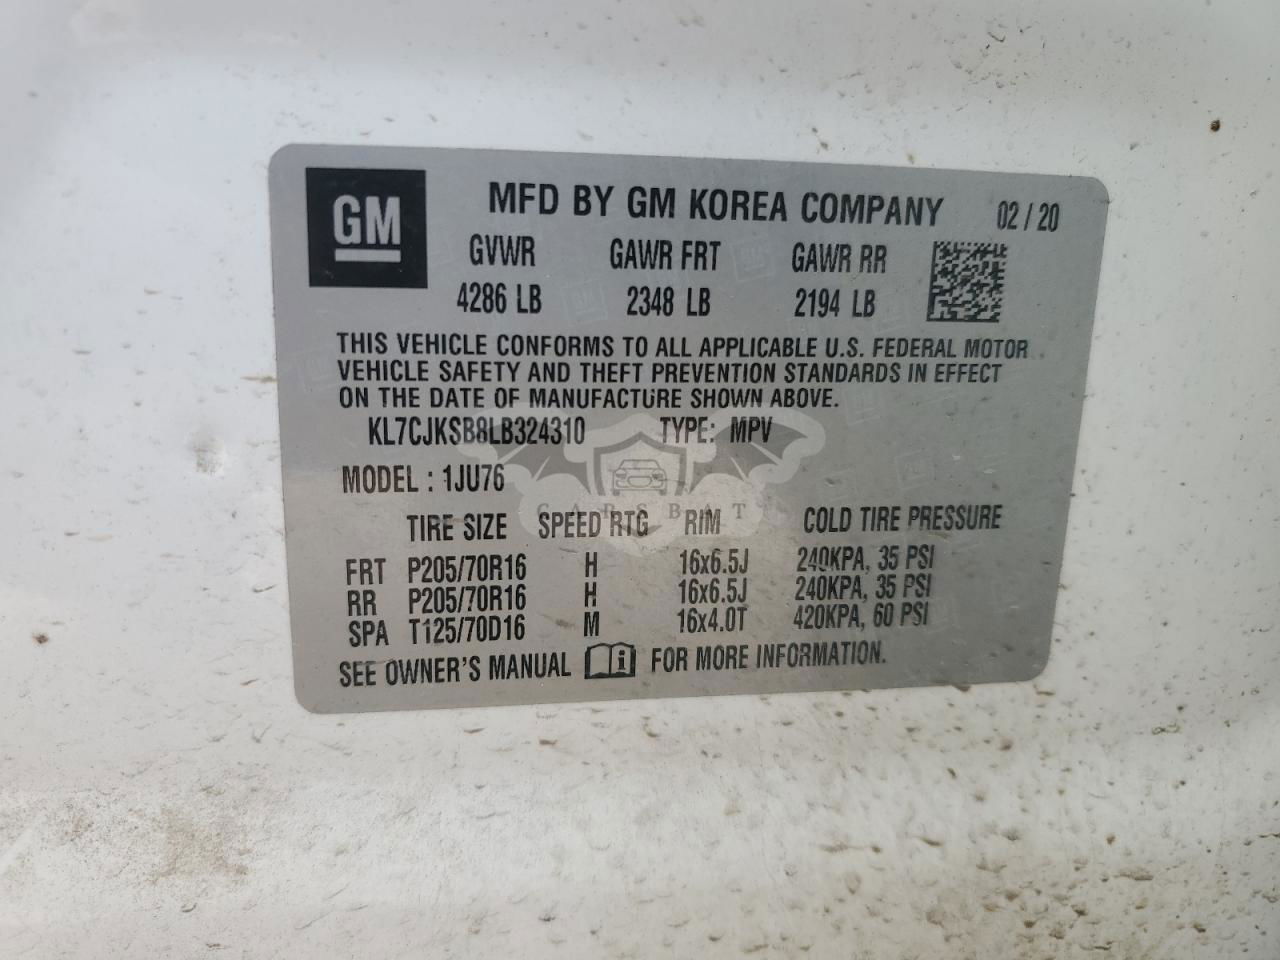 GM MFD BY GM KOREA COMPANY 02 / 20
GVWR GAWR FRT GAWR RR
4286 LB 2348 LB 2194 LB
THIS VEHICLE CONFORMS TO ALL APPLICABLE U.S. FEDERAL MOTOR
VEHICLE SAFETY AND THEFT PREVENTION STANDARDS IN EFFECT
ON THE DATE OF MANUFACTURE SHOWN ABOVE.
KL7CJKSB8LB324310 TYPE: MPV
MODEL : 1JU76
CARSBAT
TIRE SIZE SPEED RTG RIM COLD TIRE PRESSURE
FRT P205/70R16 H 16x6.5J 240KPA, 35 PSI
RR P205/70R16 H 16x6.5J 240KPA, 35 PSI
SPA T125/70D16 M 16x4.0T 420KPA, 60 PSI
SEE OWNER'S MANUAL i FOR MORE INFORMATION.